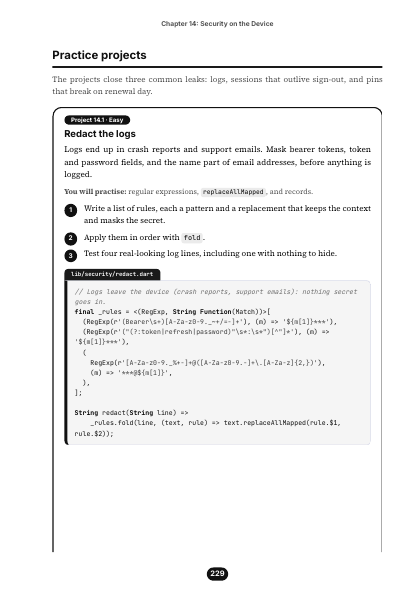 Chapter 14: Security on the Device
Practice projects
The projects close three common leaks: logs, sessions that outlive sign-out, and pins
that break on renewal day.
Project 14.1 · Easy
Redact the logs
Logs end up in crash reports and support emails. Mask bearer tokens, token
and password fields, and the name part of email addresses, before anything is
logged.
You will practise: regular expressions, replaceAllMapped, and records.
1 Write a list of rules, each a pattern and a replacement that keeps the context
and masks the secret.
2 Apply them in order with fold.
3 Test four real-looking log lines, including one with nothing to hide.
lib/security/redact.dart
// Logs leave the device (crash reports, support emails): nothing secret
goes in.
final _rules = <(RegExp, String Function(Match))>[
  (RegExp(r'(Bearer\s+)[A-Za-z0-9._~+/=-]+'), (m) => '${m[1]}***'),
  (RegExp(r'("(?:token|refresh|password)"\s*:\s*")[^"]*'), (m) =>
'${m[1]}***'),
  (
    RegExp(r'[A-Za-z0-9._%+-]+@([A-Za-z0-9.-]+\.[A-Za-z]{2,})'),
    (m) => '***@${m[1]}',
  ),
];
String redact(String line) =>
    _rules.fold(line, (text, rule) => text.replaceAllMapped(rule.$1,
rule.$2));
229